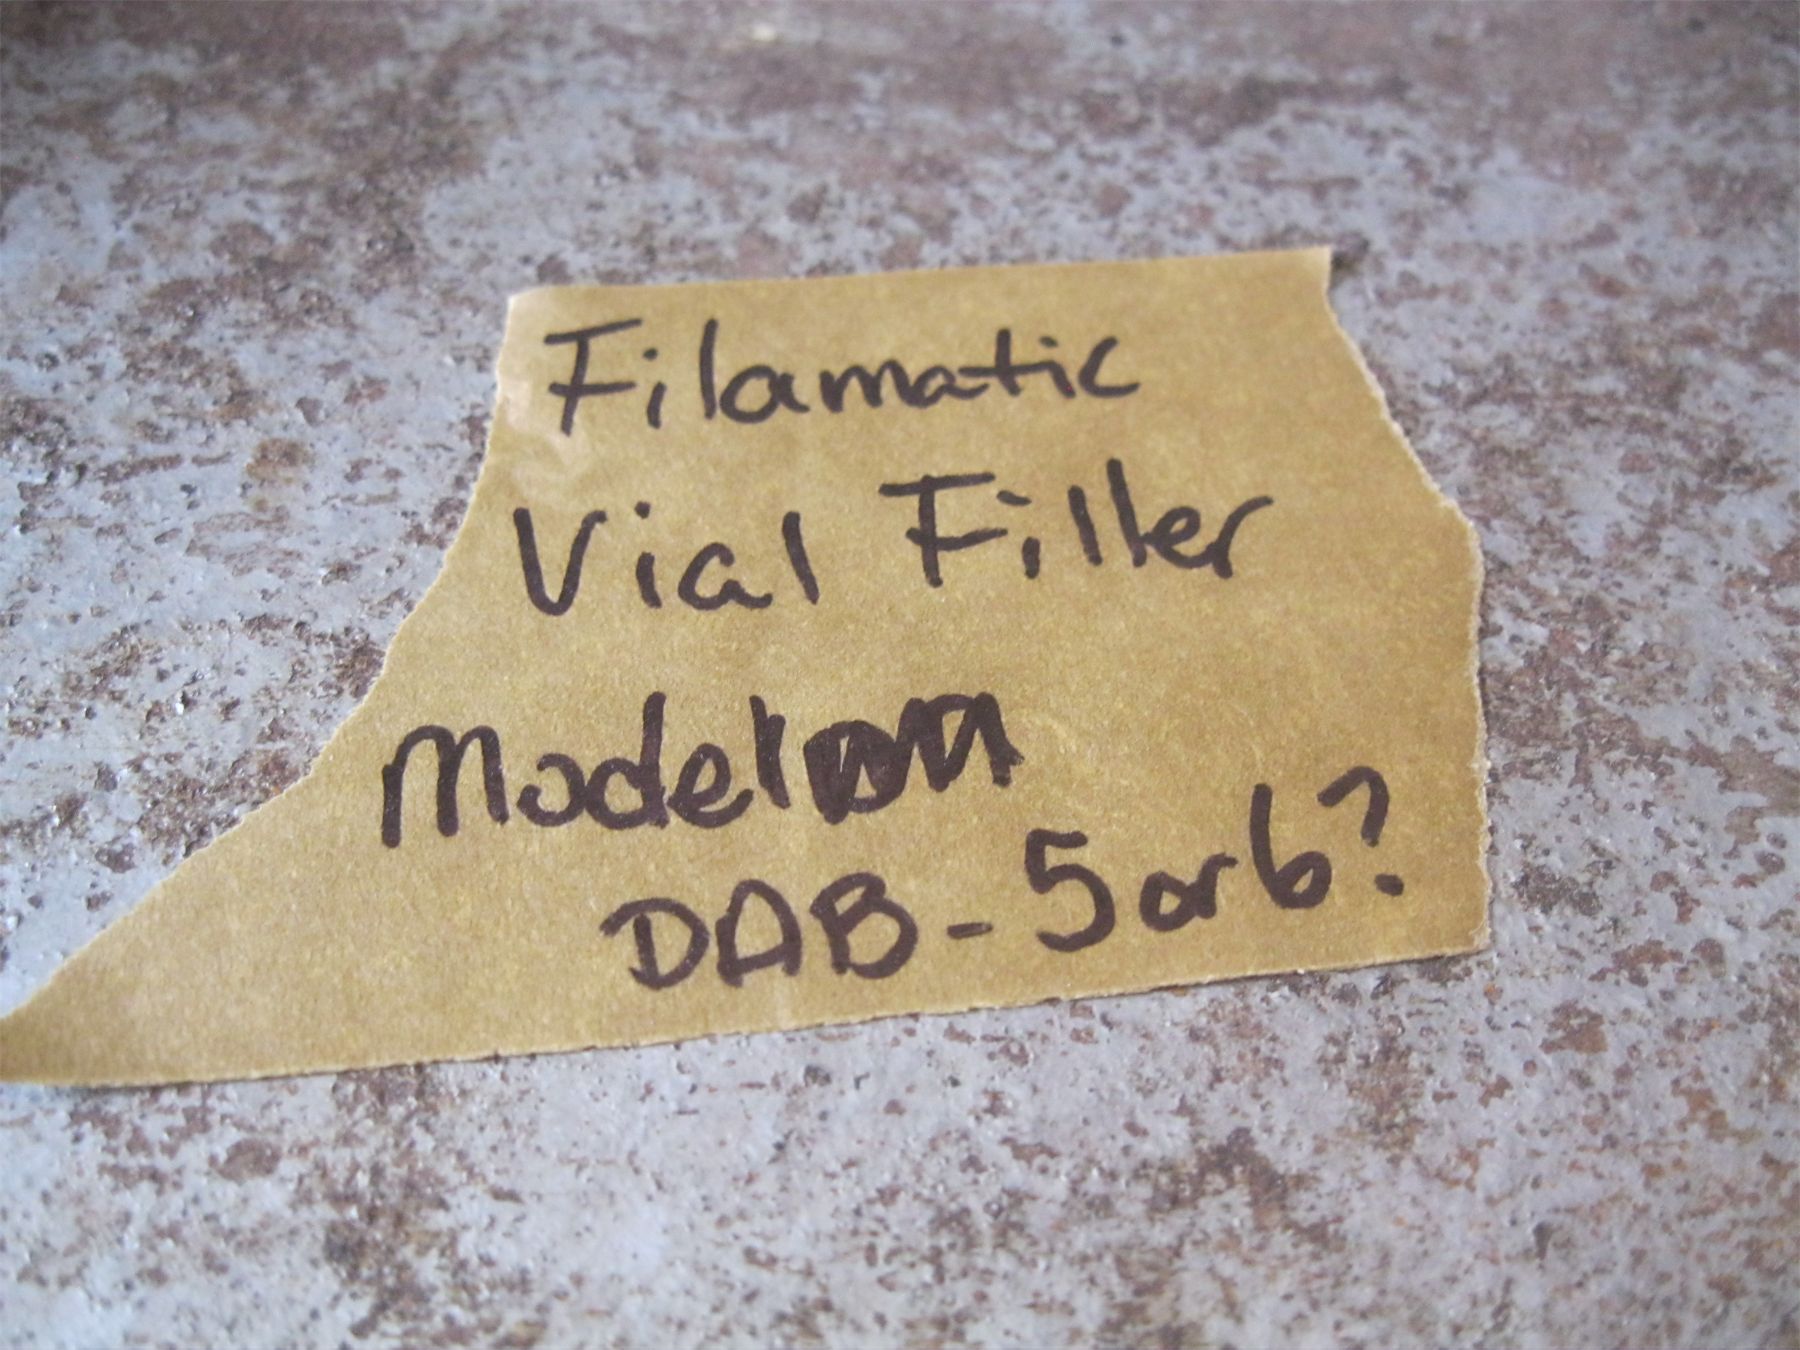 Filamatic
Vial Filler
Model
DAB - 5 or 6?